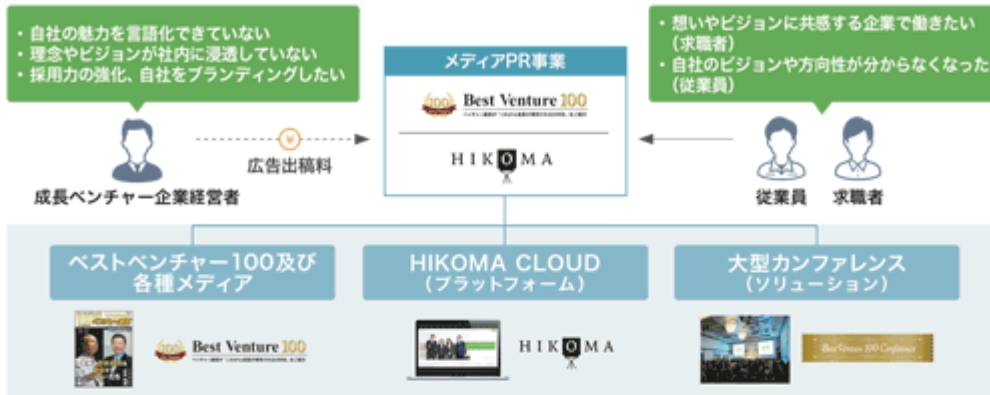 ・自社の魅力を言語化できていない
・理念やビジョンが社内に浸透していない
・採用力の強化、自社をブランディングしたい
・想いやビジョンに共感する企業で働きたい
（求職者）
・自社のビジョンや方向性が分からなくなった
（従業員）
メディアPR事業
100 Best Venture 100
HIKOMA
広告出稿料
成長ベンチャー企業経営者
従業員
求職者
ベストベンチャー100及び
各種メディア
HIKOMA CLOUD
（プラットフォーム）
大型カンファレンス
（ソリューション）
Best Venture 100
HIKOMA
Best Venture 100 Conference